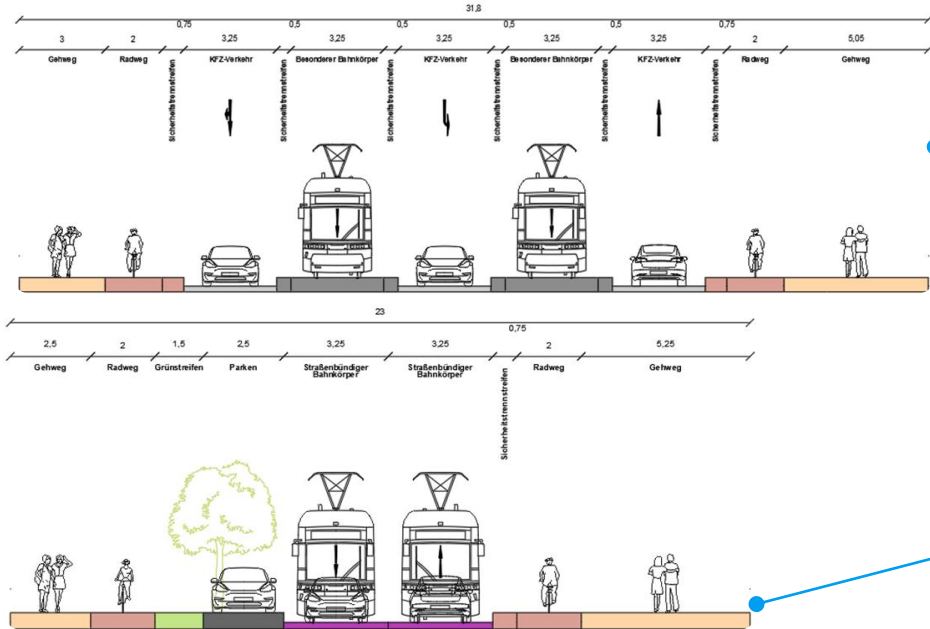 31,8
0,75 0,5 0,5 0,5 0,5 0,75
3 2 3,25 3,25 3,25 3,25 3,25 2 5,05
Gehweg Radweg KFZ-Verkehr Besonderer Bahnkörper KFZ-Verkehr Besonderer Bahnkörper KFZ-Verkehr Radweg Gehweg
Sicherheitstrennstreifen
Sicherheitstrennstreifen
Sicherheitstrennstreifen
Sicherheitstrennstreifen
Sicherheitstrennstreifen
Sicherheitstrennstreifen
23
0,75
2,5 2 1,5 2,5 3,25 3,25 2 5,25
Gehweg Radweg Grünstreifen Parken Straßenbündiger Straßenbündiger Radweg Gehweg
Bahnkörper Bahnkörper
Sicherheitstrennstreifen